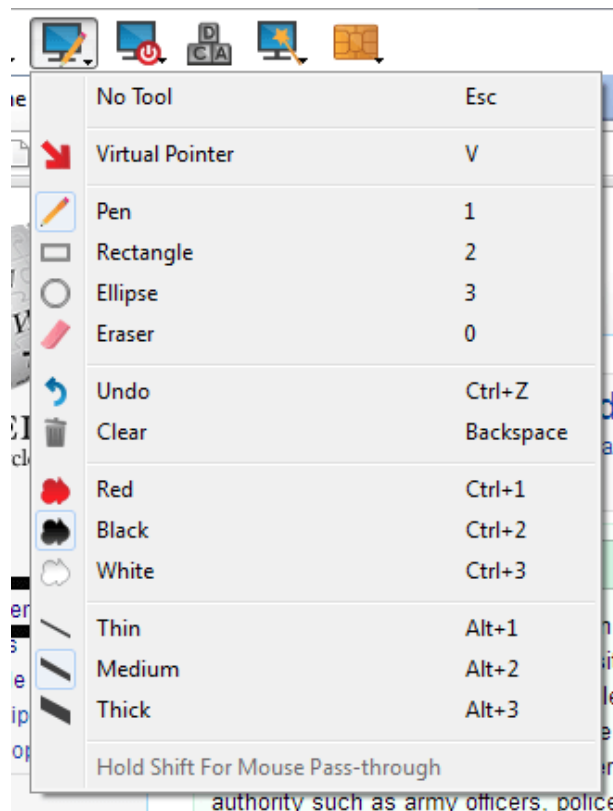 D
C A
No Tool Esc
Virtual Pointer V
Pen 1
Rectangle 2
Ellipse 3
Eraser 0
Undo Ctrl+Z
Clear Backspace
Red Ctrl+1
Black Ctrl+2
White Ctrl+3
Thin Alt+1
Medium Alt+2
Thick Alt+3
Hold Shift For Mouse Pass-through
authority such as army officers, police